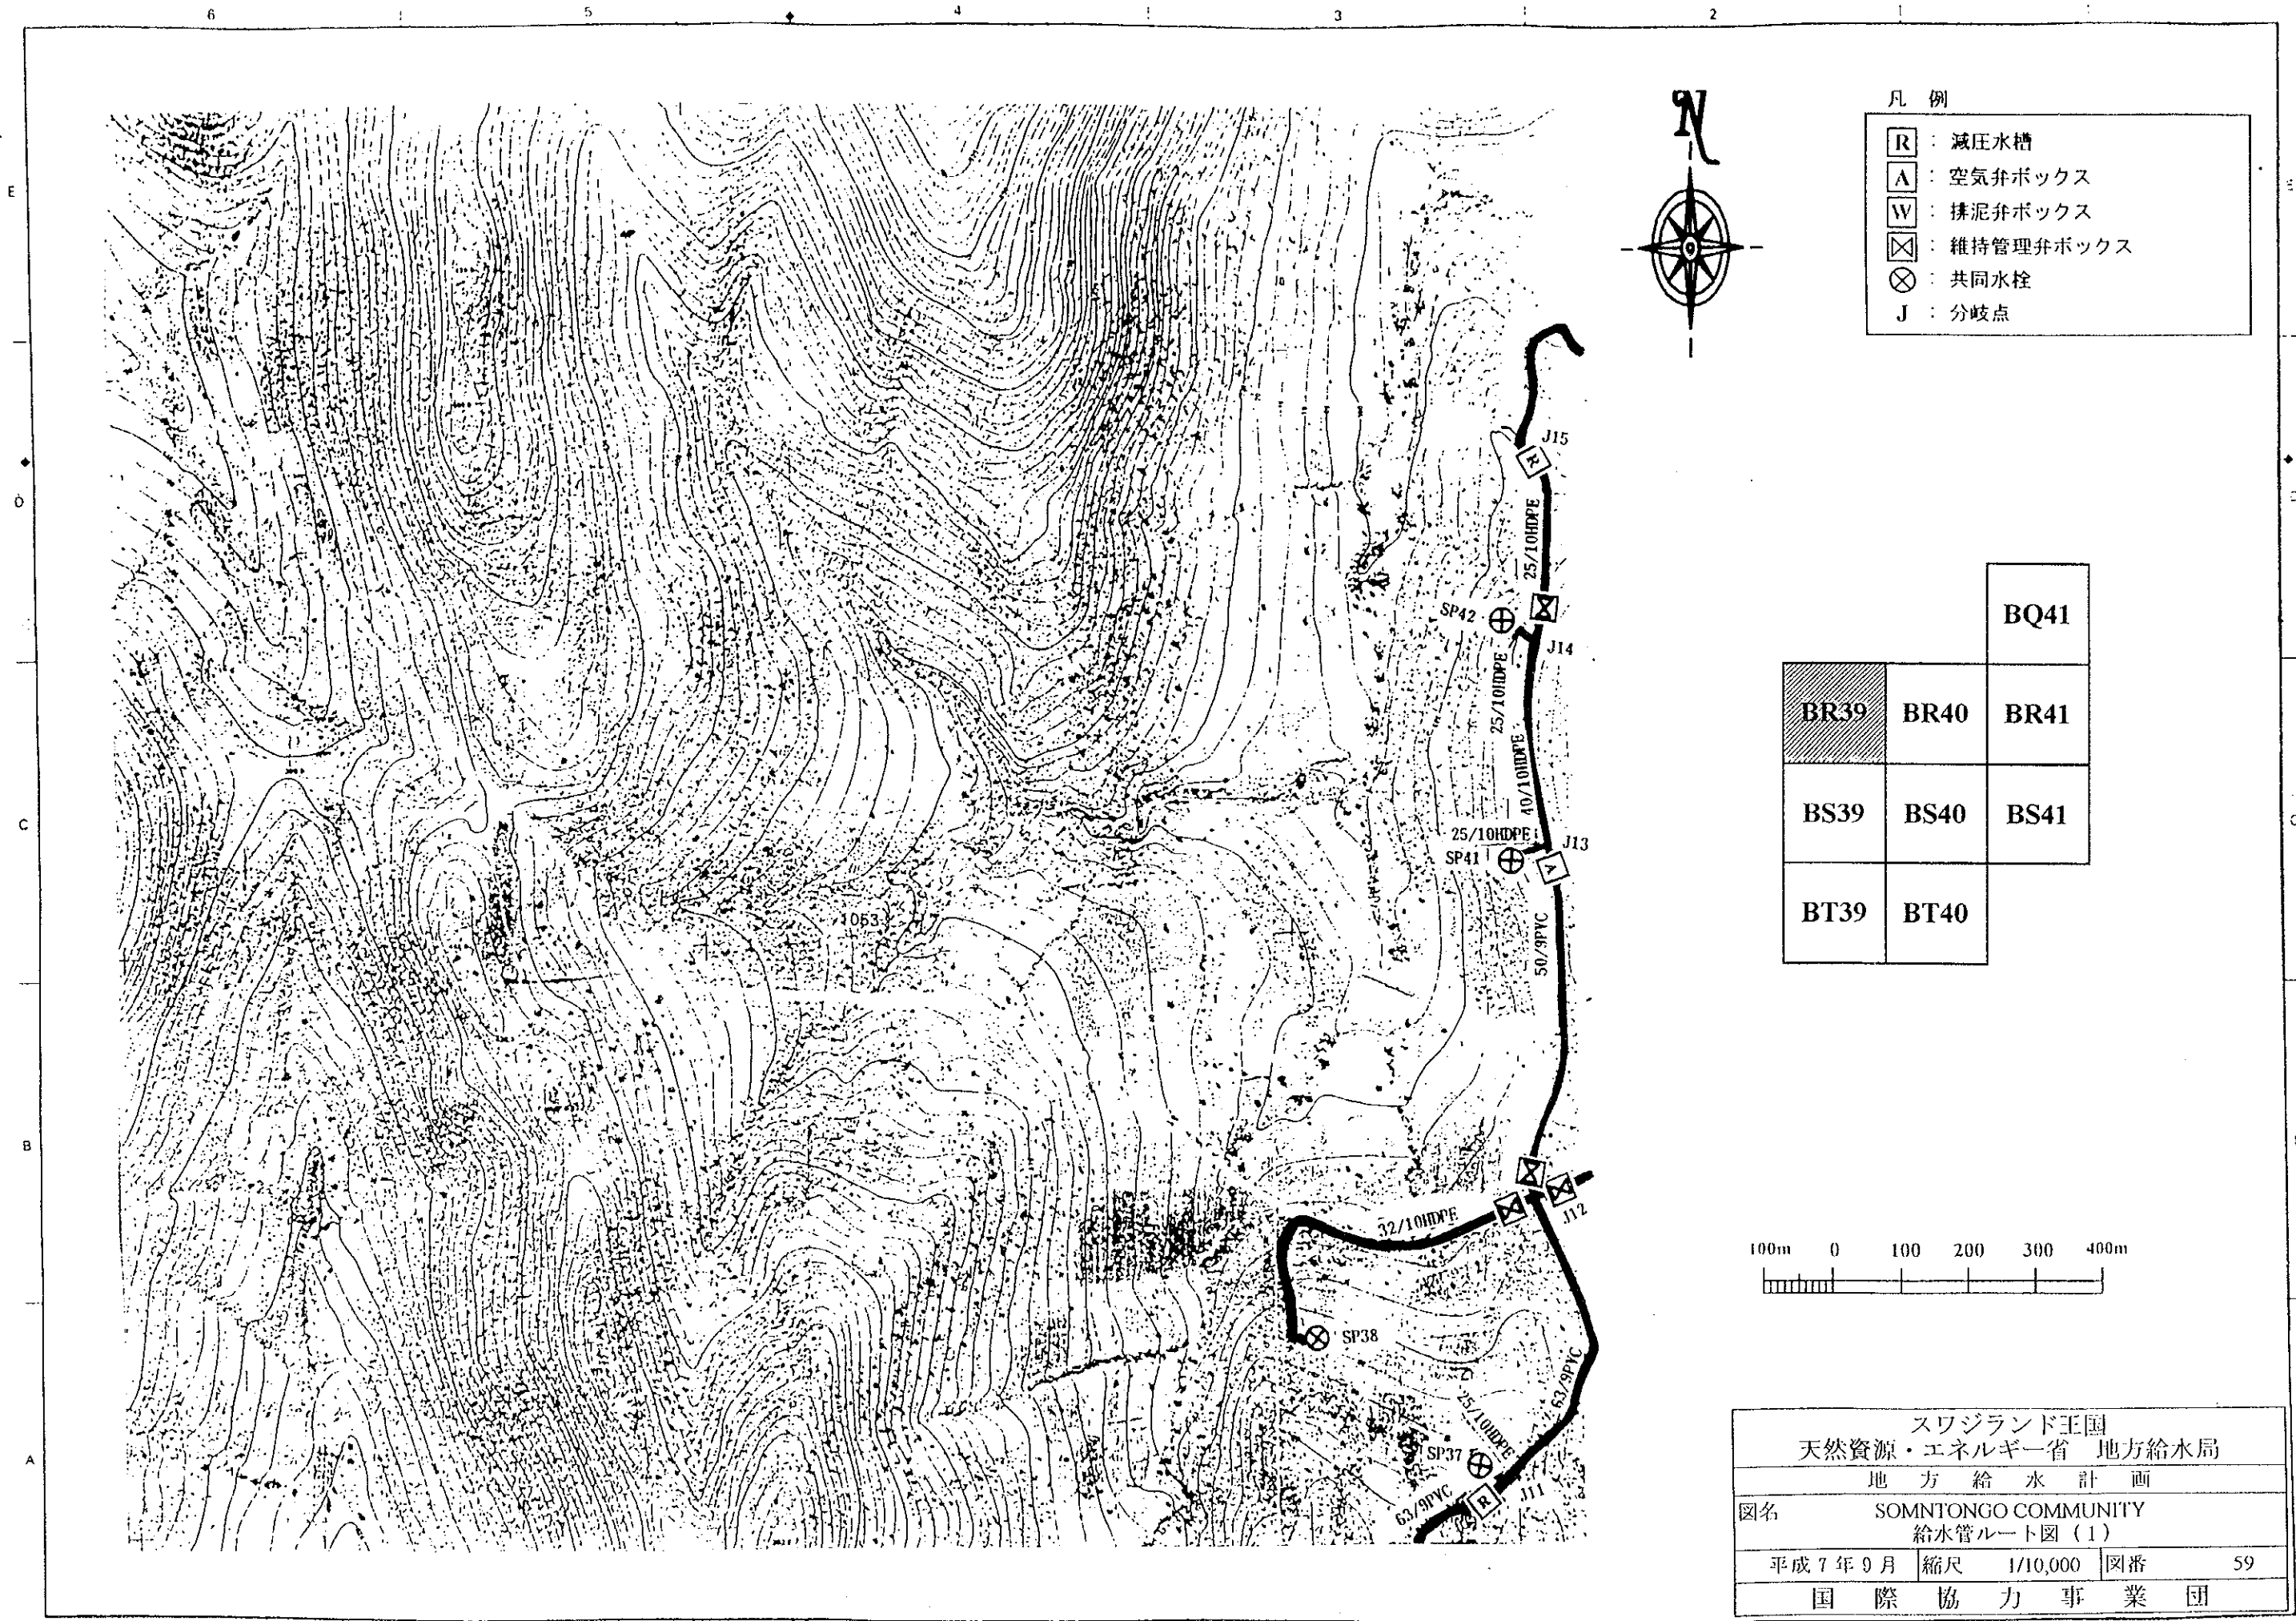 6 5 4 3 2
E
D
C
B
A
N
凡 例
R : 減圧水槽
A : 空気弁ボックス
W : 排泥弁ボックス
: 維持管理弁ボックス
: 共同水栓
J : 分岐点
J15
R
25/10HDPE
SP42
J14
25/10HDPE
40/10HDPE
25/10HDPE
J13
SP41
A
50/9PVC
1053
32/10HDPE
J12
SP38
63/9PVC
25/10HDPE
SP37
J11
63/9PVC
R
BQ41
BR39 BR40 BR41
BS39 BS40 BS41
BT39 BT40
100m 0 100 200 300 400m
スワジランド王国
天然資源・エネルギー省 地方給水局
地 方 給 水 計 画
図名 SOMNTONGO COMMUNITY
給水管ルート図 (1)
平成 7 年 9 月 縮尺 1/10,000 図番 59
国 際 協 力 事 業 団